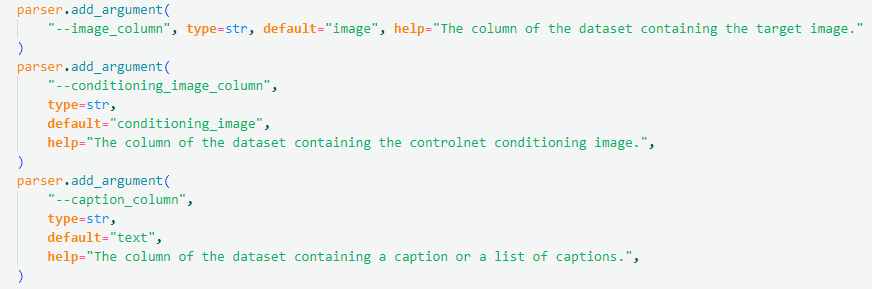 parser.add_argument(
    "--image_column", type=str, default="image", help="The column of the dataset containing the target image."
)
parser.add_argument(
    "--conditioning_image_column",
    type=str,
    default="conditioning_image",
    help="The column of the dataset containing the controlnet conditioning image.",
)
parser.add_argument(
    "--caption_column",
    type=str,
    default="text",
    help="The column of the dataset containing a caption or a list of captions.",
)